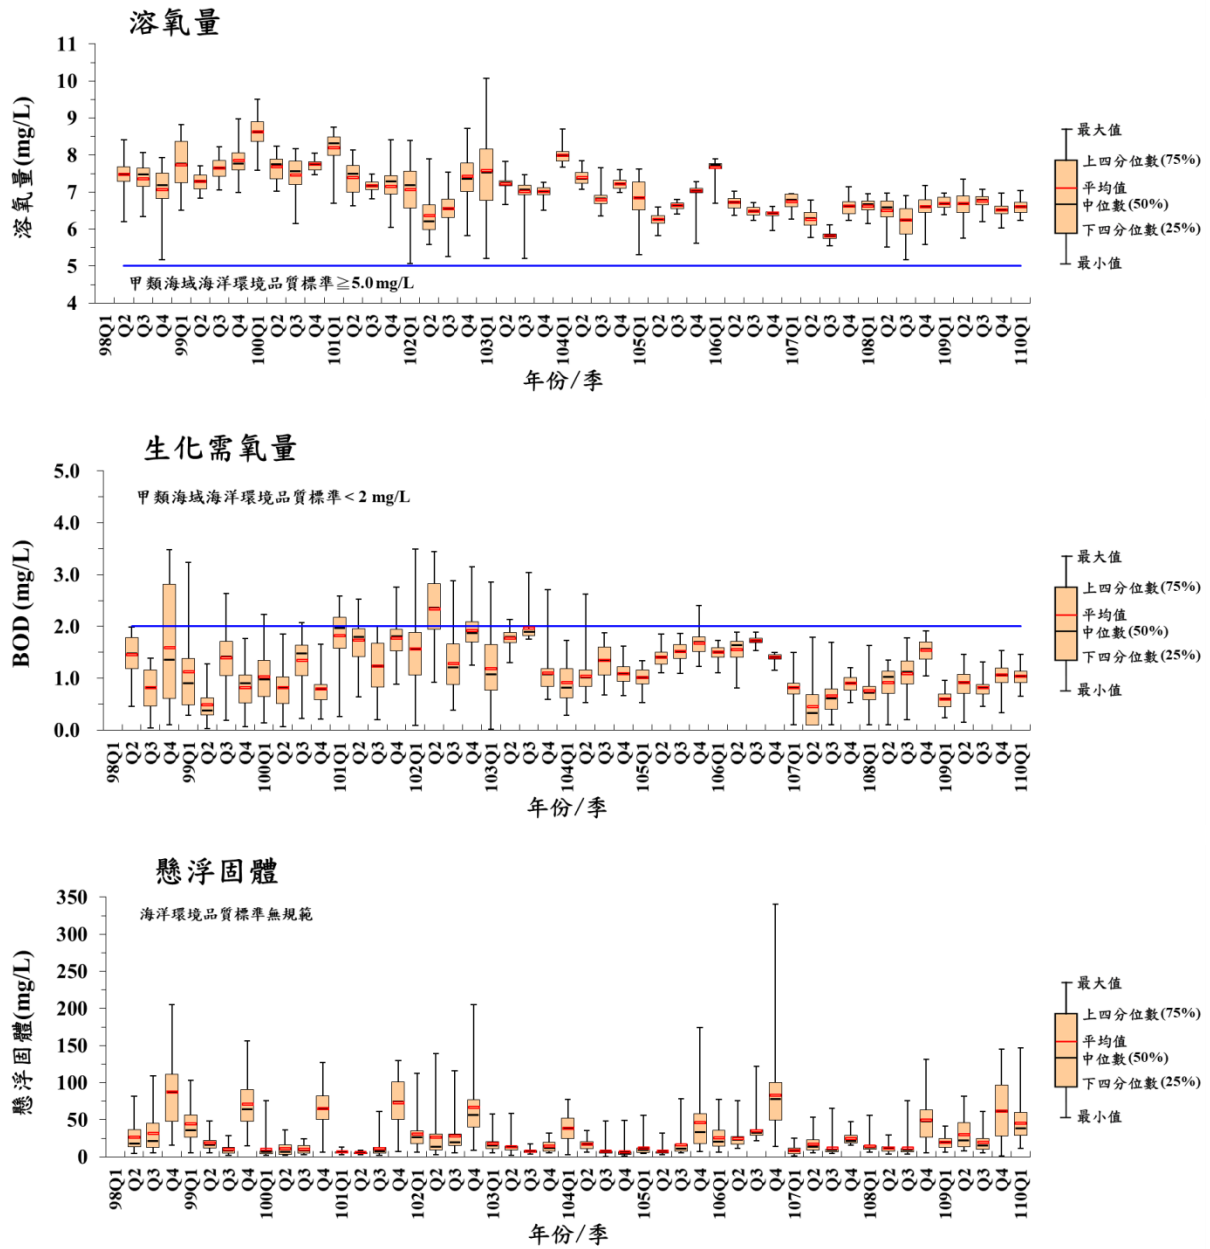 溶氧量
11
10
9
8
7
6
5
4
溶氧量(mg/L)
甲類海域海洋環境品質標準≧5.0 mg/L
98Q1 Q2 Q3 Q4 99Q1 Q2 Q3 Q4 100Q1 Q2 Q3 Q4 101Q1 Q2 Q3 Q4 102Q1 Q2 Q3 Q4 103Q1 Q2 Q3 Q4 104Q1 Q2 Q3 Q4 105Q1 Q2 Q3 Q4 106Q1 Q2 Q3 Q4 107Q1 Q2 Q3 Q4 108Q1 Q2 Q3 Q4 109Q1 Q2 Q3 Q4 110Q1
年份/季
最大值
上四分位數(75%)
平均值
中位數(50%)
下四分位數(25%)
最小值
生化需氧量
5.0
4.0
3.0
2.0
1.0
0.0
BOD (mg/L)
甲類海域海洋環境品質標準 < 2 mg/L
98Q1 Q2 Q3 Q4 99Q1 Q2 Q3 Q4 100Q1 Q2 Q3 Q4 101Q1 Q2 Q3 Q4 102Q1 Q2 Q3 Q4 103Q1 Q2 Q3 Q4 104Q1 Q2 Q3 Q4 105Q1 Q2 Q3 Q4 106Q1 Q2 Q3 Q4 107Q1 Q2 Q3 Q4 108Q1 Q2 Q3 Q4 109Q1 Q2 Q3 Q4 110Q1
年份/季
最大值
上四分位數(75%)
平均值
中位數(50%)
下四分位數(25%)
最小值
懸浮固體
350
300
250
200
150
100
50
0
懸浮固體(mg/L)
海洋環境品質標準無規範
98Q1 Q2 Q3 Q4 99Q1 Q2 Q3 Q4 100Q1 Q2 Q3 Q4 101Q1 Q2 Q3 Q4 102Q1 Q2 Q3 Q4 103Q1 Q2 Q3 Q4 104Q1 Q2 Q3 Q4 105Q1 Q2 Q3 Q4 106Q1 Q2 Q3 Q4 107Q1 Q2 Q3 Q4 108Q1 Q2 Q3 Q4 109Q1 Q2 Q3 Q4 110Q1
年份/季
最大值
上四分位數(75%)
平均值
中位數(50%)
下四分位數(25%)
最小值